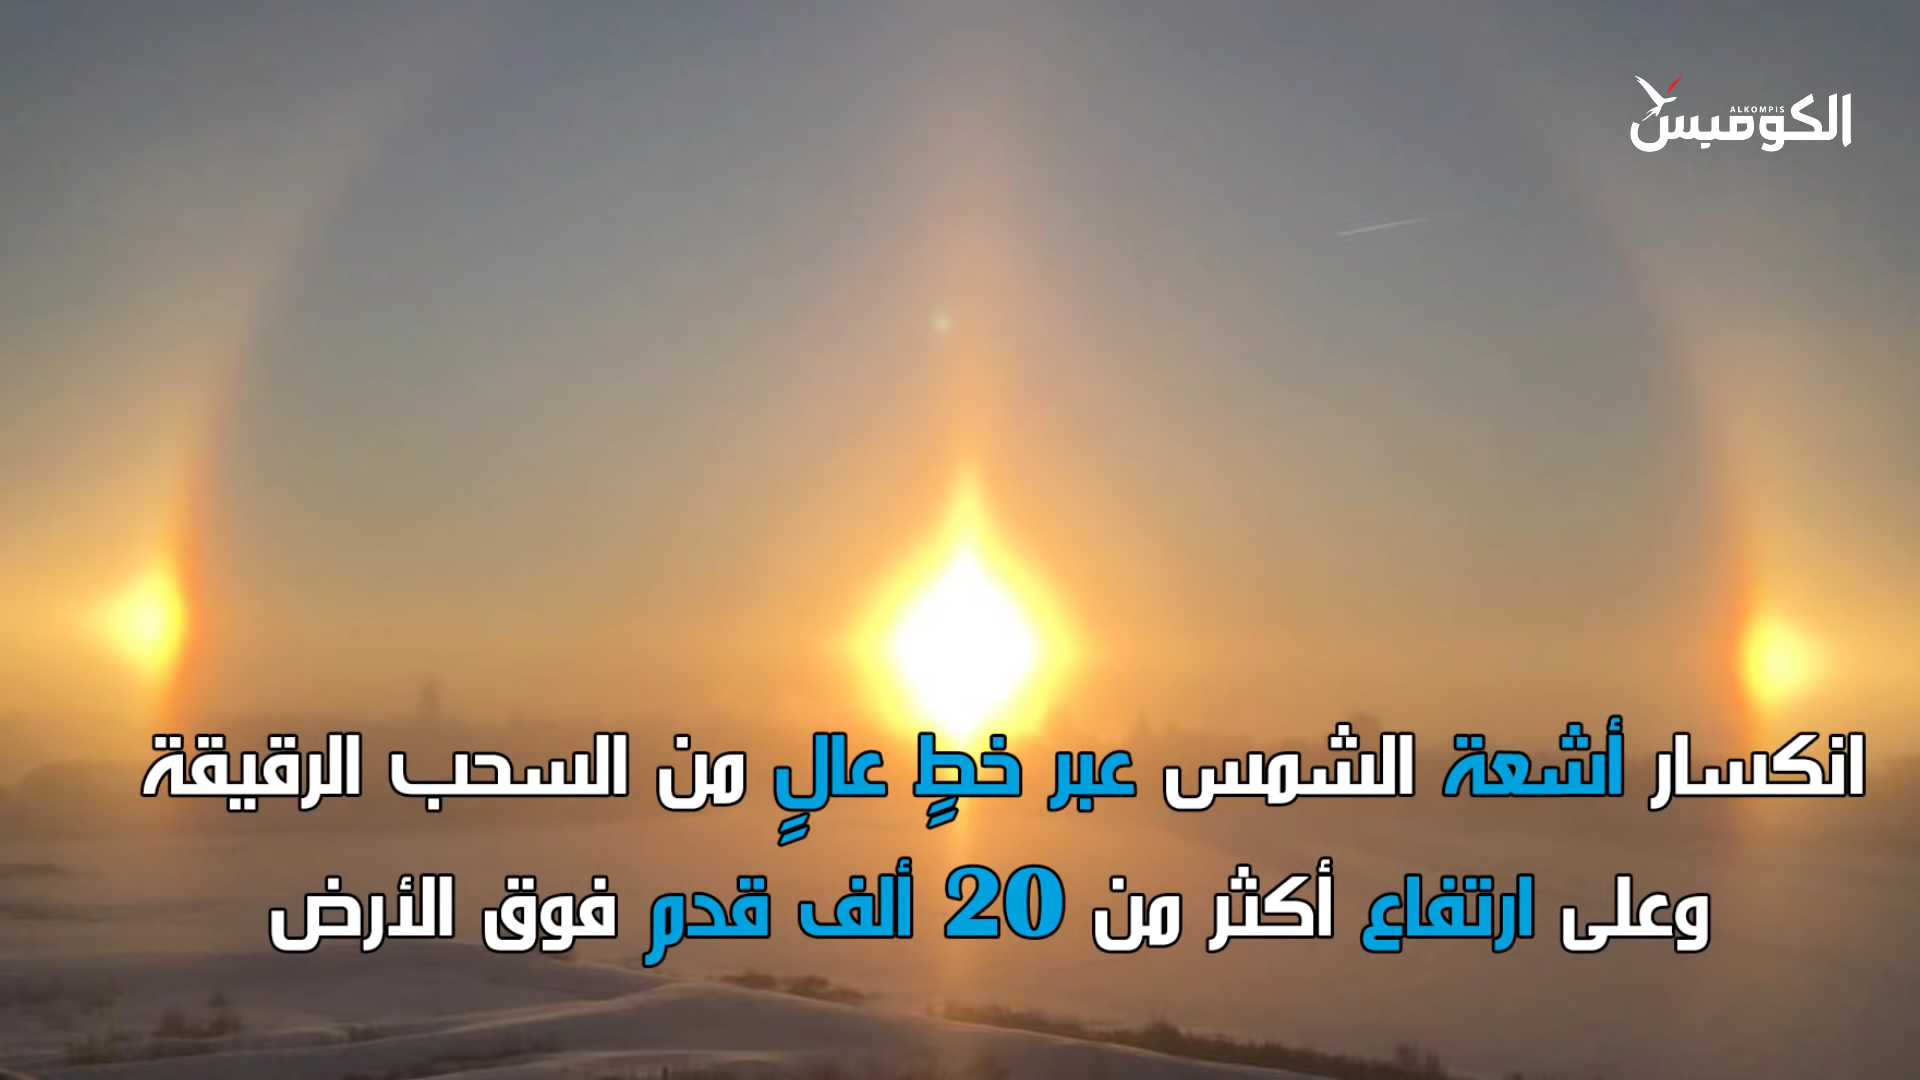 الكومبس
ALKOMPIS
انكسار أشعة الشمس عبر خطٍ عالٍ من السحب الرقيقة
وعلى ارتفاع أكثر من 20 ألف قدم فوق الأرض